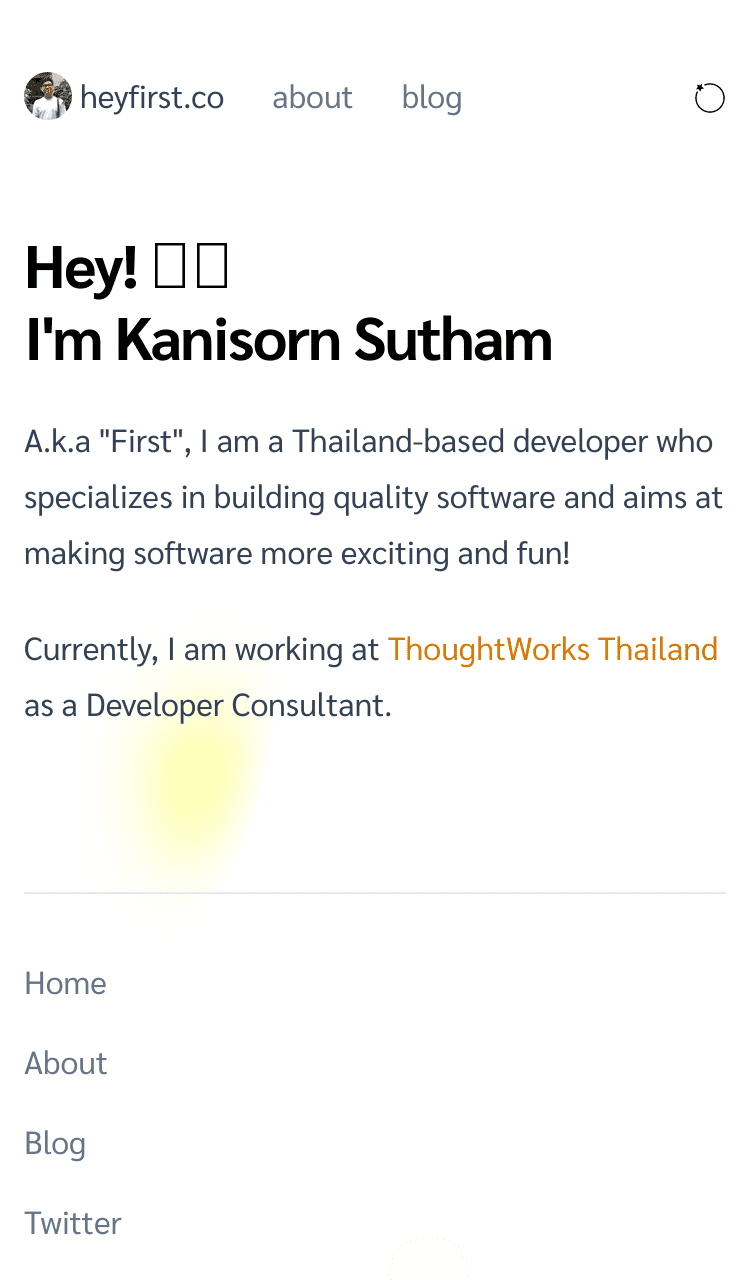 heyfirst.co about blog
Hey!
I'm Kanisorn Sutham
A.k.a "First", I am a Thailand-based developer who
specializes in building quality software and aims at
making software more exciting and fun!
Currently, I am working at ThoughtWorks Thailand
as a Developer Consultant.
Home
About
Blog
Twitter